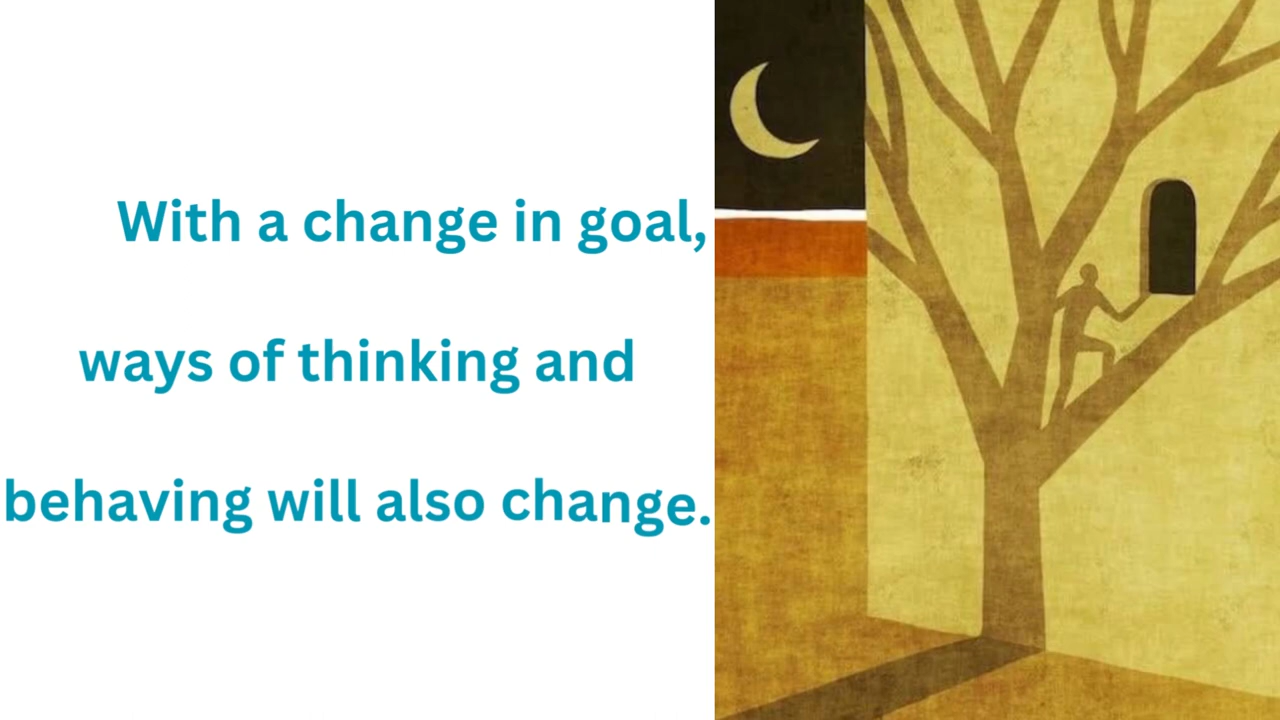 With a change in goal,
ways of thinking and
behaving will also change.